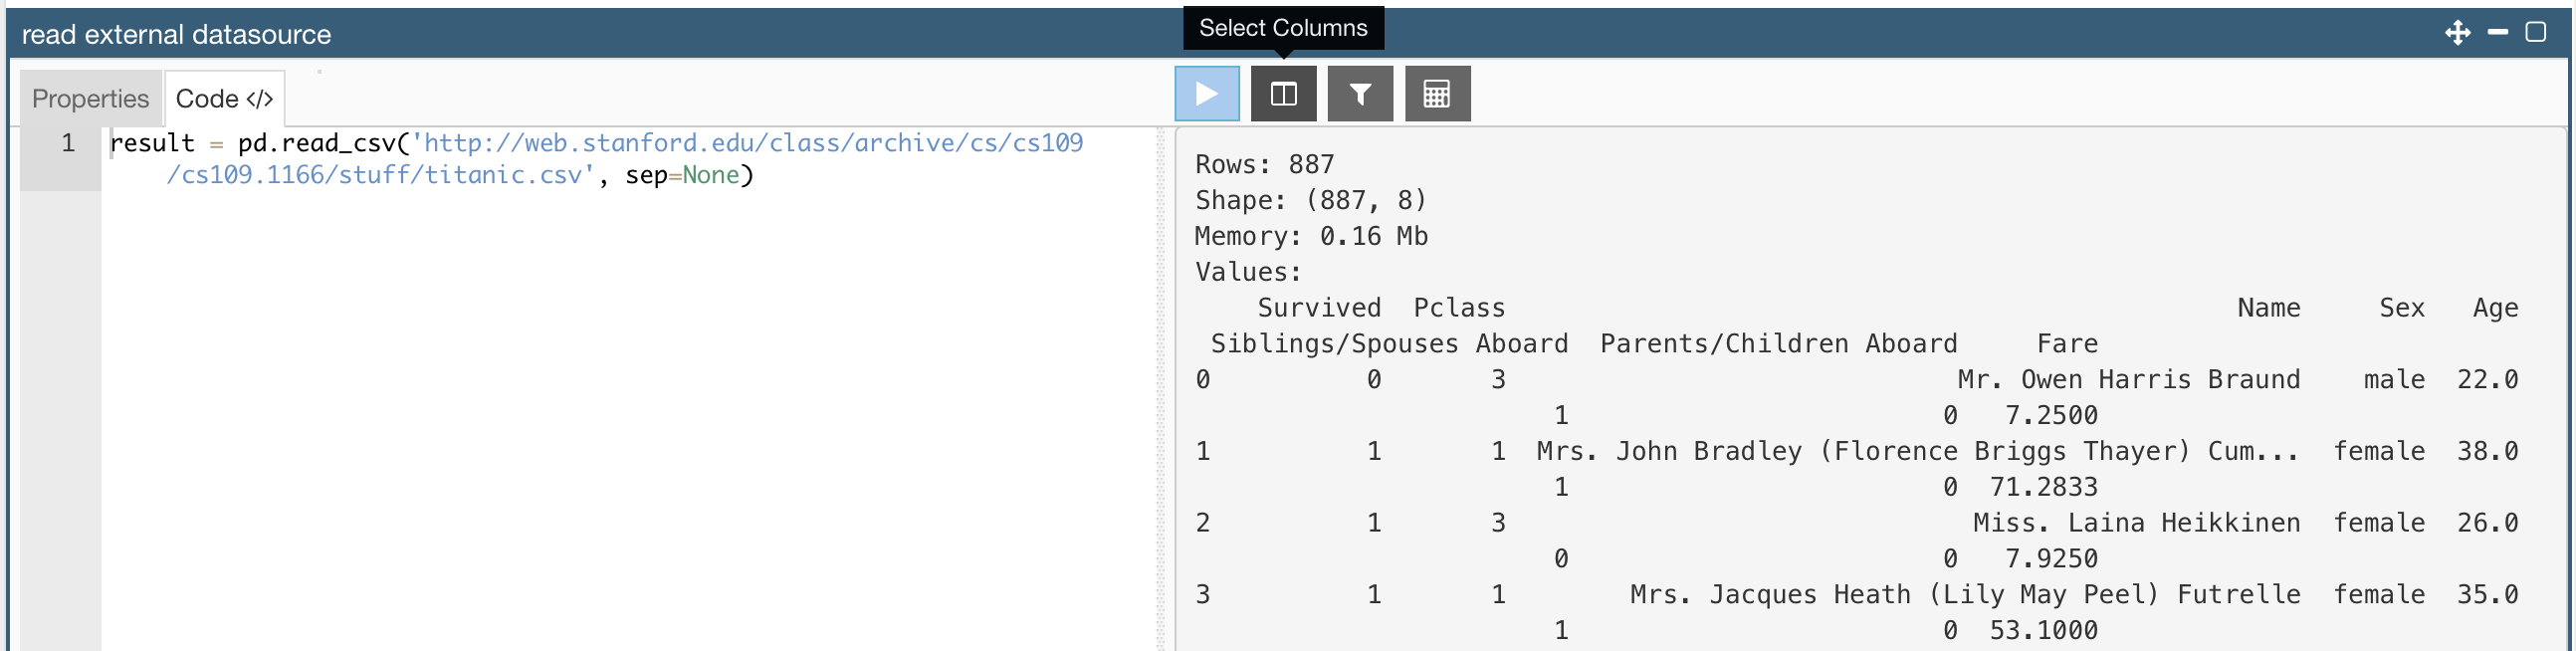 Select Columns
read external datasource
Properties
Code </>
1 result = pd.read_csv('http://web.stanford.edu/class/archive/cs/cs109
/cs109.1166/stuff/titanic.csv', sep=None)
Rows: 887
Shape: (887, 8)
Memory: 0.16 Mb
Values:
Survived Pclass Name Sex Age
Siblings/Spouses Aboard Parents/Children Aboard Fare
0 0 3 Mr. Owen Harris Braund male 22.0
1 0 7.2500
1 1 1 Mrs. John Bradley (Florence Briggs Thayer) Cum... female 38.0
1 0 71.2833
2 1 3 Miss. Laina Heikkinen female 26.0
0 0 7.9250
3 1 1 Mrs. Jacques Heath (Lily May Peel) Futrelle female 35.0
1 0 53.1000